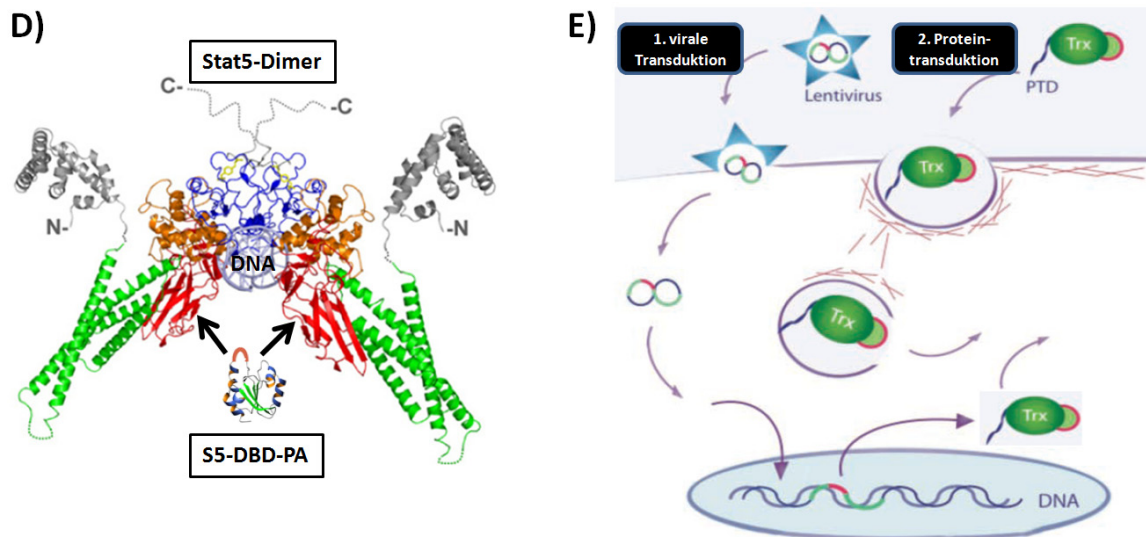 D)
Stat5-Dimer
C-
-C
N-
-N
DNA
S5-DBD-PA
E)
1. virale
Transduktion
Lentivirus
2. Protein-
transduktion
Trx
PTD
Trx
Trx
Trx
DNA